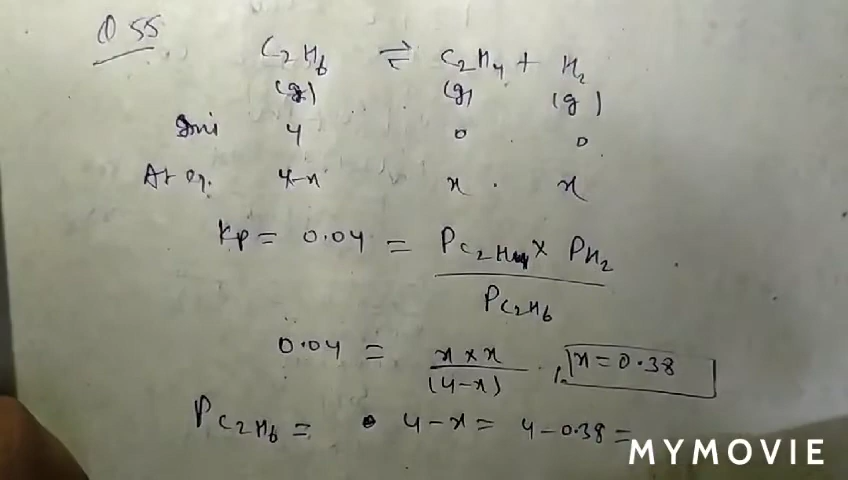 Q 55
C₂H₆ ⇌ C₂H₄ + H₂
(g) (g) (g)
Ini 4 0 0
At eq. 4-x x x
Kp = 0.04 = PC₂H₄ × PH₂
PC₂H₆
0.04 = x × x x = 0.38
(4-x)
PC₂H₆ = 4-x = 4-0.38 =
MYMOVIE